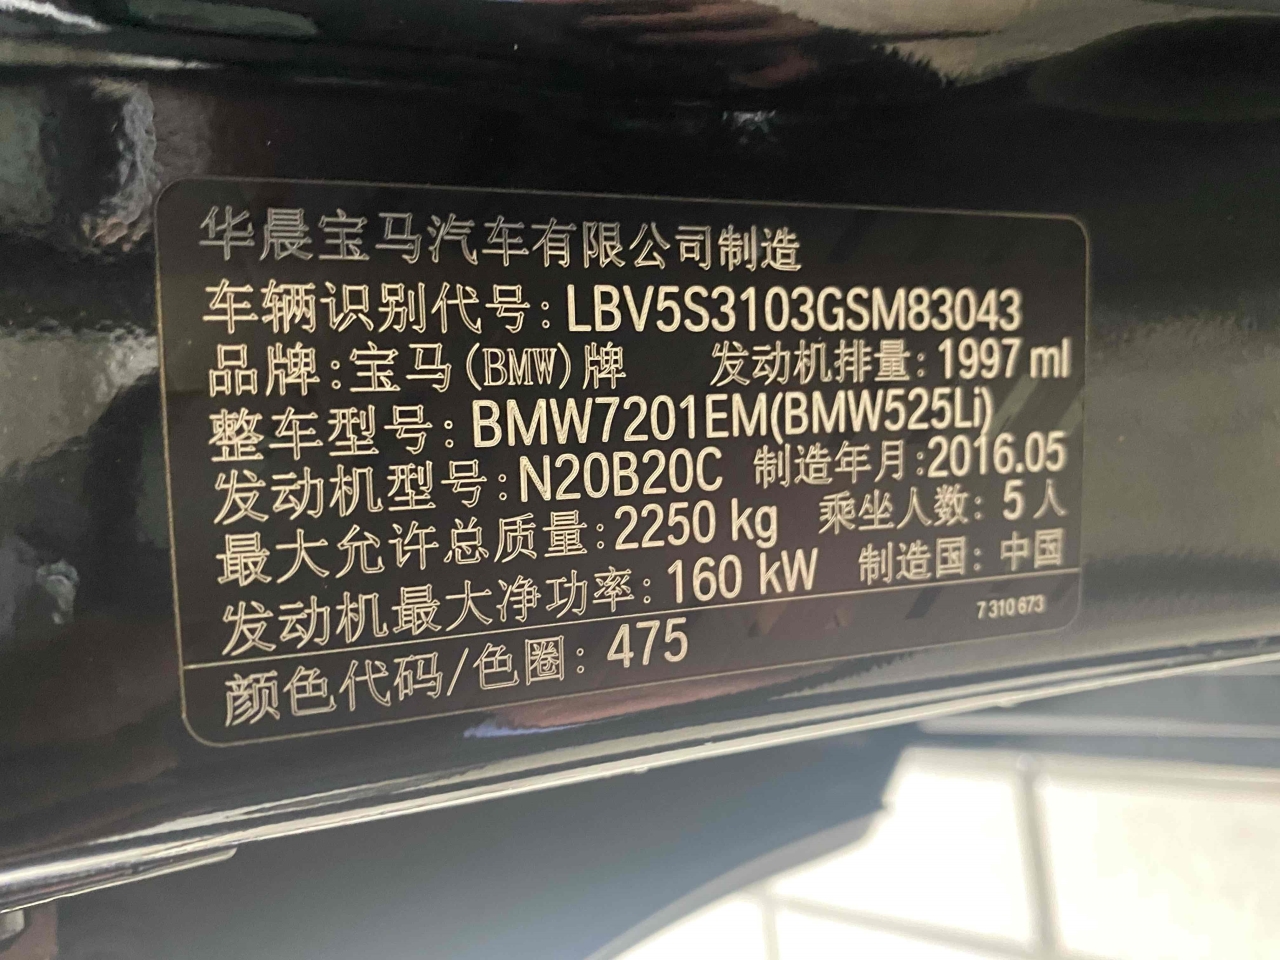 华晨宝马汽车有限公司制造
车辆识别代号:LBV5S3103GSM83043
品牌:宝马(BMW)牌 发动机排量:1997 ml
整车型号:BMW7201EM(BMW525Li)
发动机型号:N20B20C 制造年月:2016.05
最大允许总质量:2250 kg 乘坐人数:5人
发动机最大净功率:160 kW 制造国:中国
7 310 673
颜色代码/色圈:475